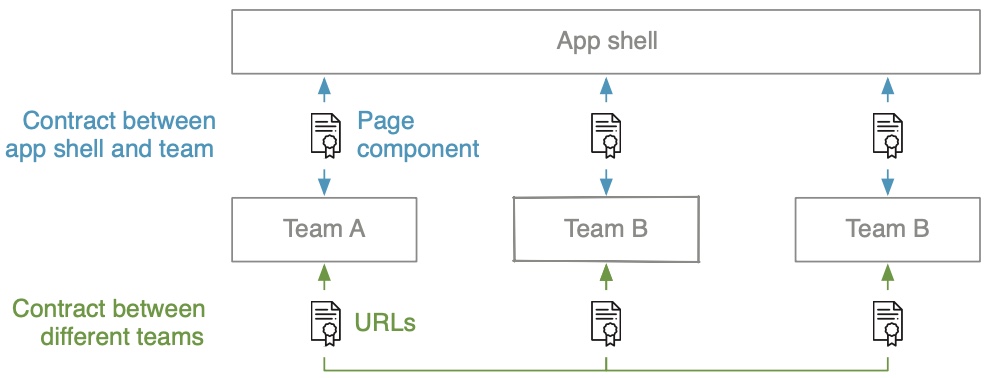 App shell
Contract between
app shell and team
Page
component
Team A
Team B
Team B
Contract between
different teams
URLs